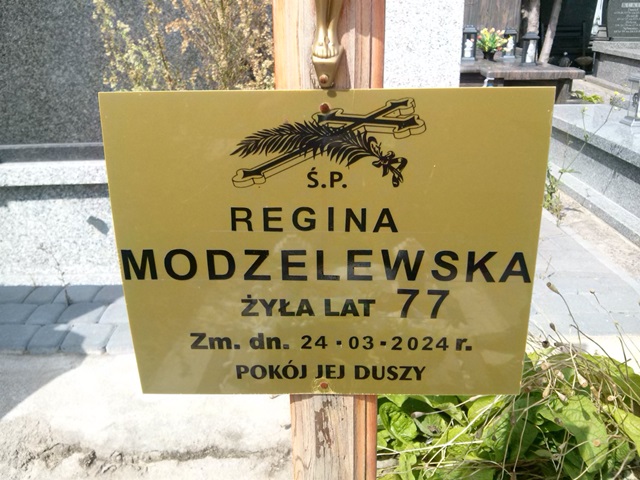 Ś.P.
REGINA
MODZELEWSKA
ŻYŁA LAT 77
Zm. dn. 24-03-2024 r.
POKÓJ JEJ DUSZY